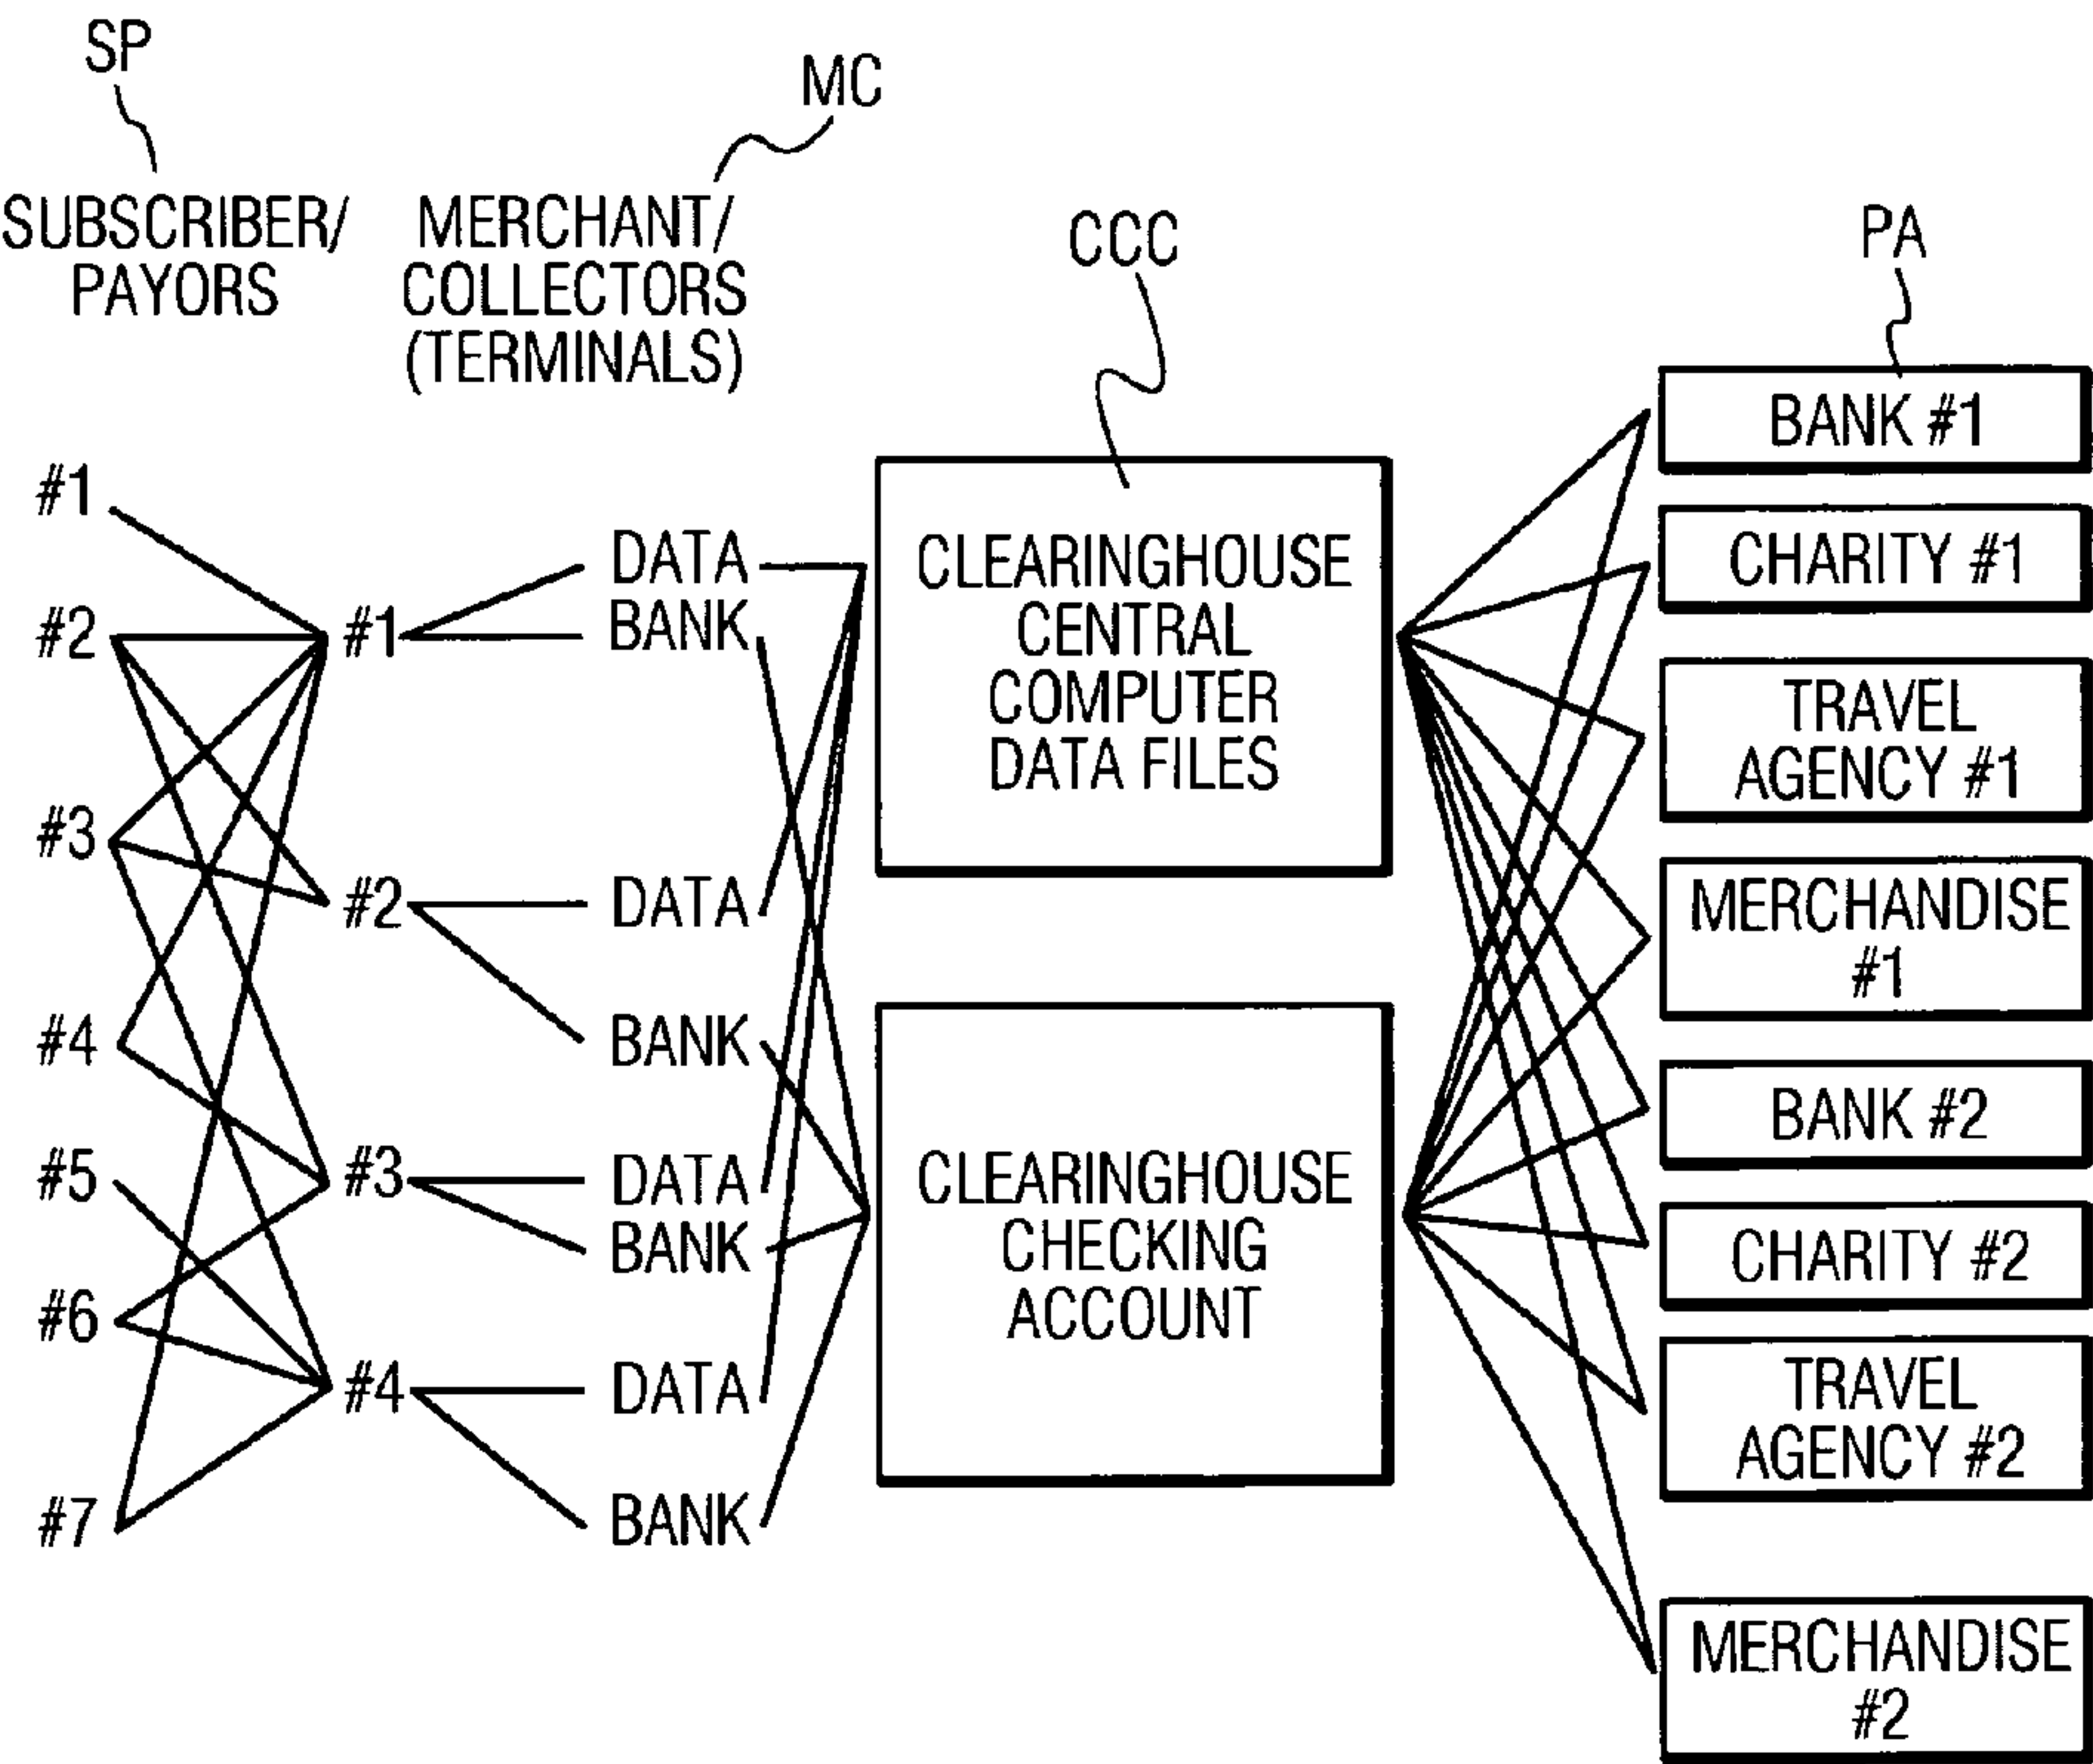 SP
MC
SUBSCRIBER/
PAYORS
MERCHANT/
COLLECTORS
(TERMINALS)
CCC
PA
#1
#2
#3
#4
#5
#6
#7
#1
#2
#3
#4
DATA
BANK
DATA
BANK
DATA
BANK
DATA
BANK
CLEARINGHOUSE
CENTRAL
COMPUTER
DATA FILES
CLEARINGHOUSE
CHECKING
ACCOUNT
BANK #1
CHARITY #1
TRAVEL
AGENCY #1
MERCHANDISE
#1
BANK #2
CHARITY #2
TRAVEL
AGENCY #2
MERCHANDISE
#2